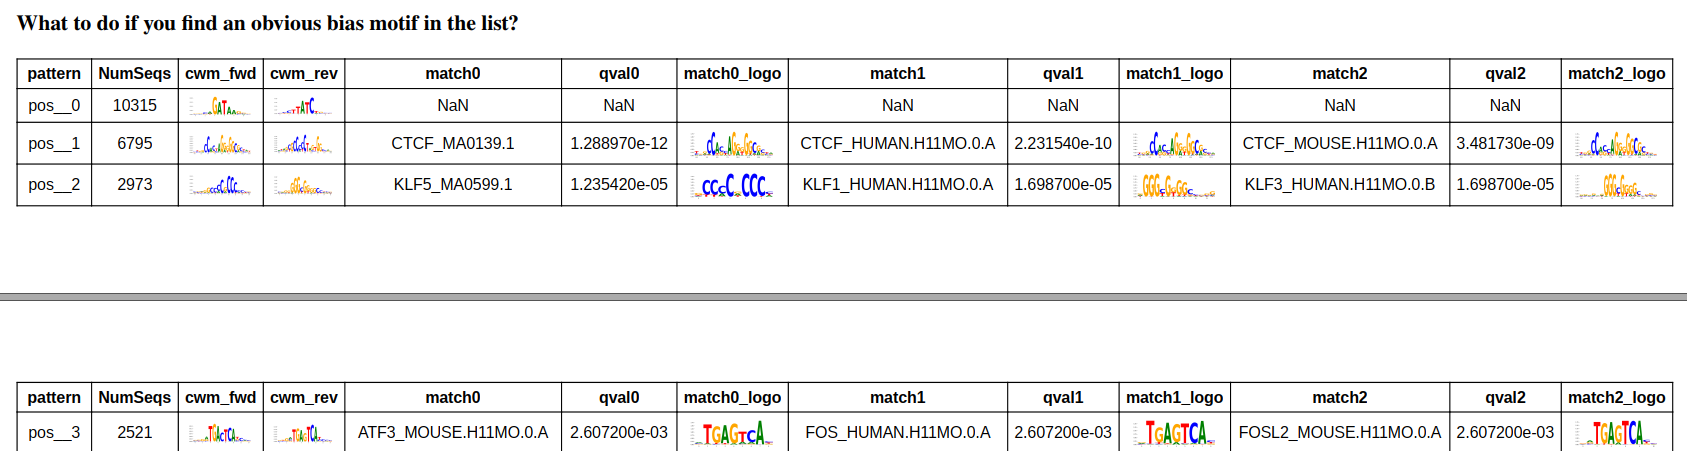 What to do if you find an obvious bias motif in the list?
pattern NumSeqs cwm_fwd cwm_rev match0 qval0 match0_logo match1 qval1 match1_logo match2 qval2 match2_logo
pos__0 10315 NaN NaN NaN NaN NaN NaN
pos__1 6795 CTCF_MA0139.1 1.288970e-12 CTCF_HUMAN.H11MO.0.A 2.231540e-10 CTCF_MOUSE.H11MO.0.A 3.481730e-09
pos__2 2973 KLF5_MA0599.1 1.235420e-05 KLF1_HUMAN.H11MO.0.A 1.698700e-05 KLF3_HUMAN.H11MO.0.B 1.698700e-05
pattern NumSeqs cwm_fwd cwm_rev match0 qval0 match0_logo match1 qval1 match1_logo match2 qval2 match2_logo
pos__3 2521 ATF3_MOUSE.H11MO.0.A 2.607200e-03 TGAGTCA FOS_HUMAN.H11MO.0.A 2.607200e-03 TGAGTCA FOSL2_MOUSE.H11MO.0.A 2.607200e-03 TGAGTCA